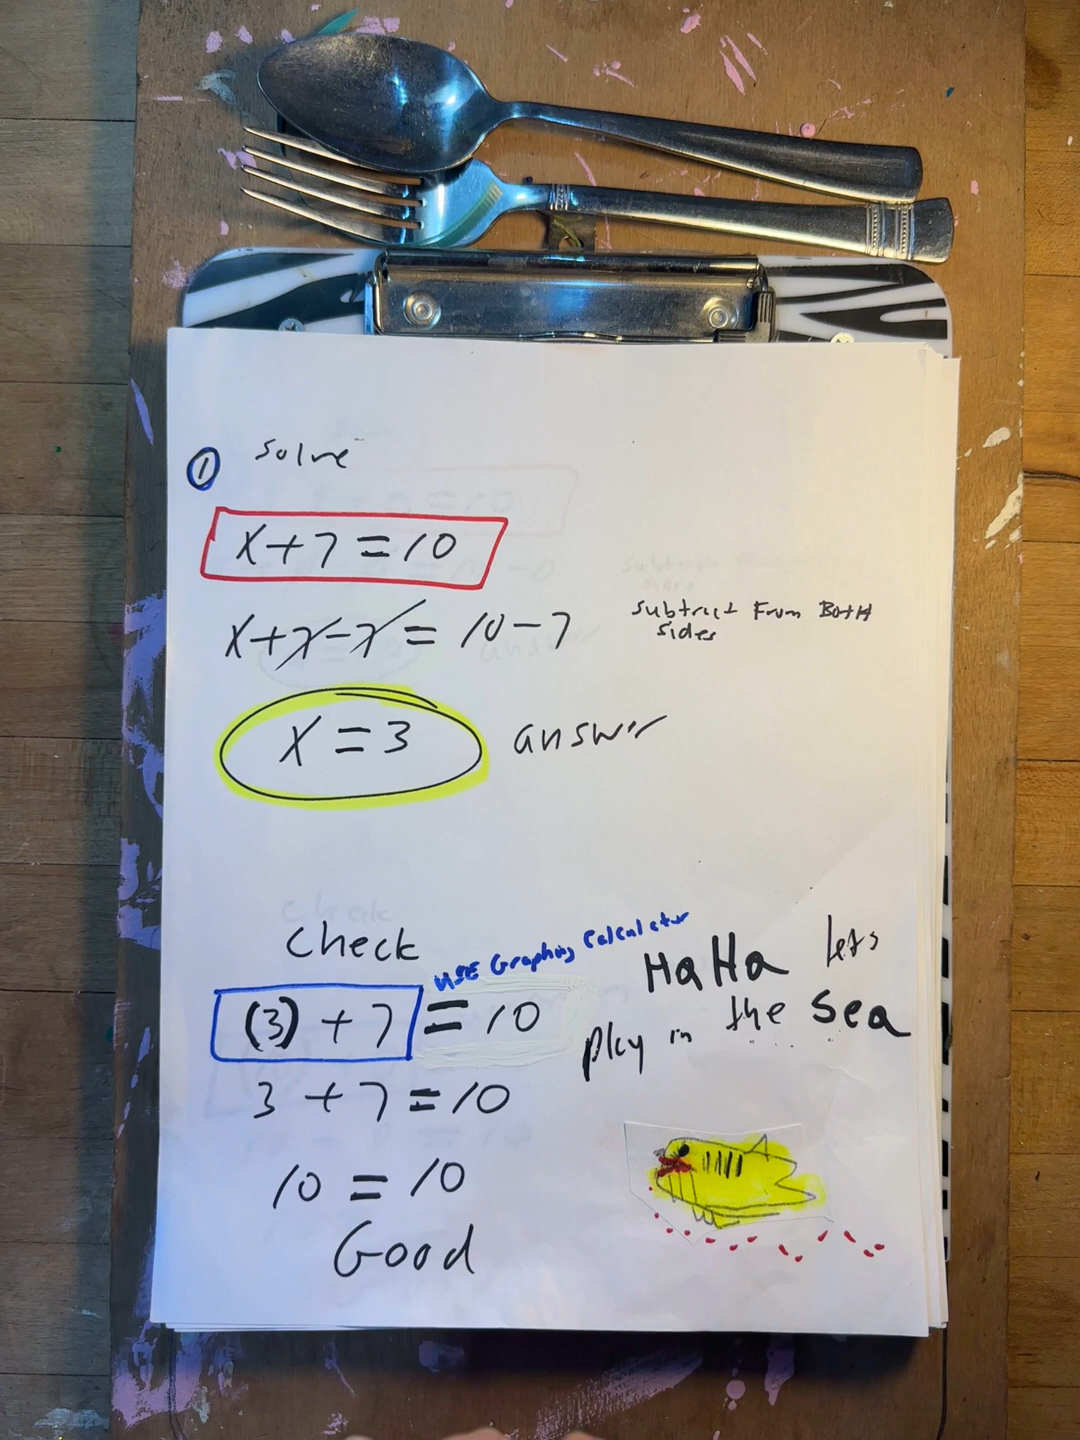 ① Solve
x+7=10
x+7-7=10-7 Subtract From BotH
sides
x=3 answr
Check
USE Graphing Calculator
HaHa lets
play in the Sea
(3)+7=10
3+7=10
10=10
Good